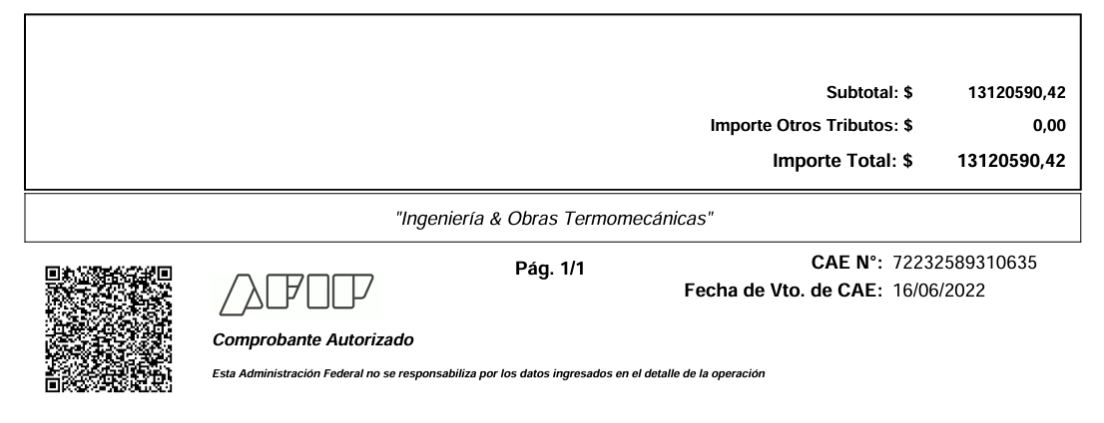 Subtotal: $ 13120590,42
Importe Otros Tributos: $ 0,00
Importe Total: $ 13120590,42
"Ingeniería & Obras Termomecánicas"
Pág. 1/1
CAE N°: 72232589310635
Fecha de Vto. de CAE: 16/06/2022
AFIP
Comprobante Autorizado
Esta Administración Federal no se responsabiliza por los datos ingresados en el detalle de la operación